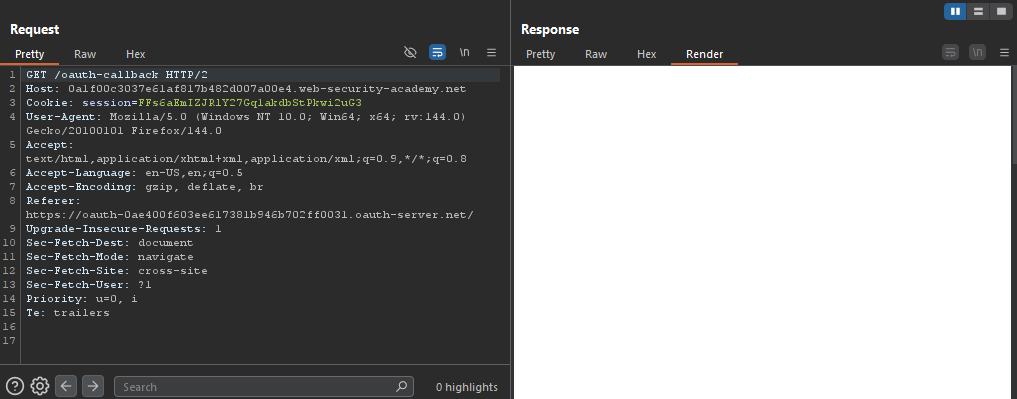 Request
Pretty Raw Hex
\n
1 GET /oauth-callback HTTP/2
2 Host: 0a1f00c3037e61af817b482d007a00e4.web-security-academy.net
3 Cookie: session=FFs6aEmIZJR1Y27Gq1akdbStPkwi2uG3
4 User-Agent: Mozilla/5.0 (Windows NT 10.0; Win64; x64; rv:144.0)
Gecko/20100101 Firefox/144.0
5 Accept:
text/html,application/xhtml+xml,application/xml;q=0.9,*/*;q=0.8
6 Accept-Language: en-US,en;q=0.5
7 Accept-Encoding: gzip, deflate, br
8 Referer:
https://oauth-0ae400f603ee617381b946b702ff0031.oauth-server.net/
9 Upgrade-Insecure-Requests: 1
10 Sec-Fetch-Dest: document
11 Sec-Fetch-Mode: navigate
12 Sec-Fetch-Site: cross-site
13 Sec-Fetch-User: ?1
14 Priority: u=0, i
15 Te: trailers
16
17
Search
0 highlights
Response
Pretty Raw Hex Render
\n